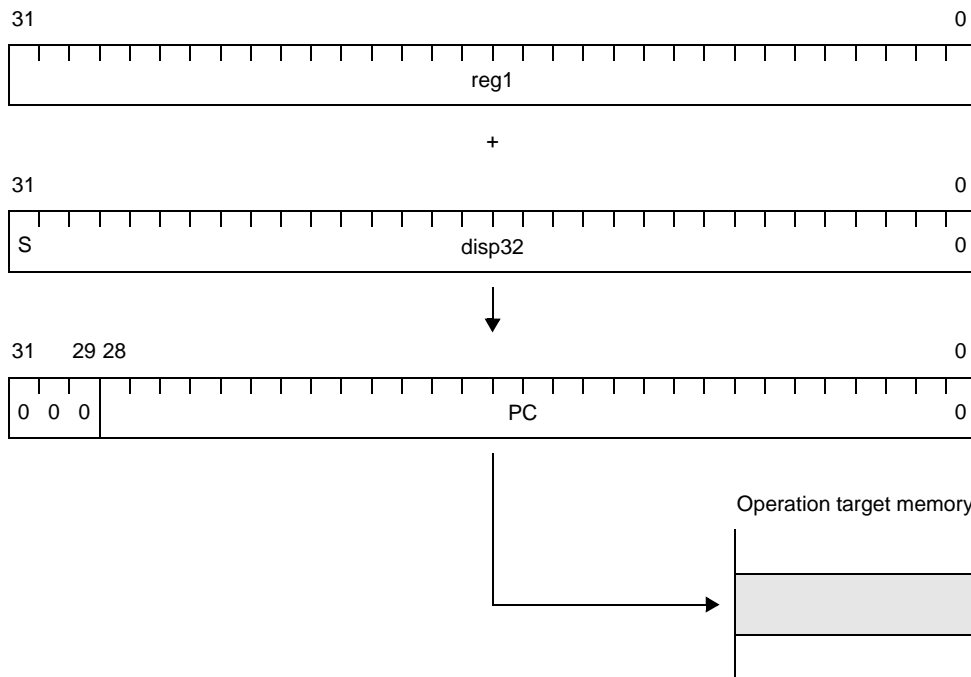 31 0
reg1
+
31 0
S disp32 0
31 29 28 0
0 0 0 PC 0
Operation target memory